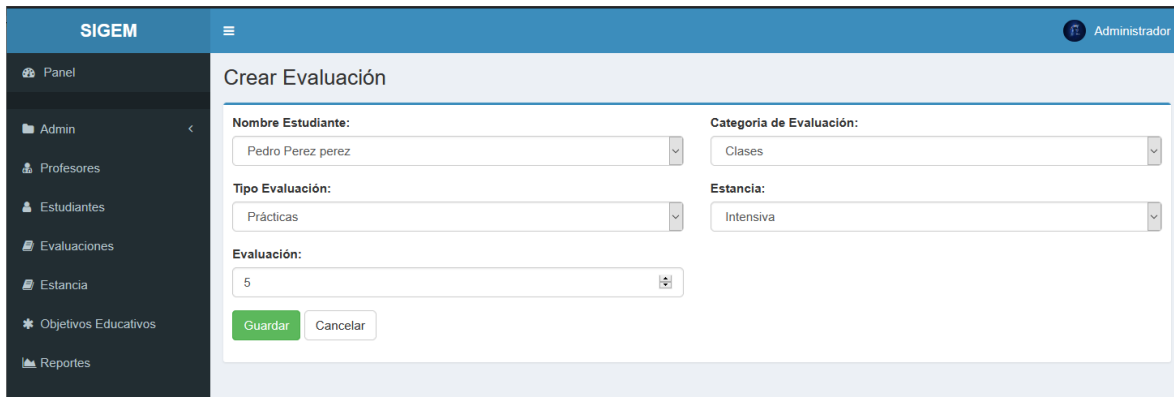 SIGEM
Administrador
Panel
Admin
Profesores
Estudiantes
Evaluaciones
Estancia
Objetivos Educativos
Reportes
Crear Evaluación
Nombre Estudiante:
Pedro Perez perez
Categoria de Evaluación:
Clases
Tipo Evaluación:
Prácticas
Estancia:
Intensiva
Evaluación:
5
Guardar
Cancelar